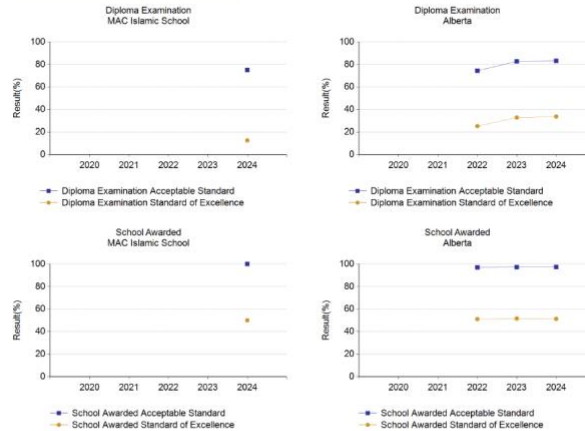 Diploma Examination
MAC Islamic School
Result(%)
100
80
60
40
20
0
2020 2021 2022 2023 2024
Diploma Examination Acceptable Standard
Diploma Examination Standard of Excellence
Diploma Examination
Alberta
Result(%)
100
80
60
40
20
0
2020 2021 2022 2023 2024
Diploma Examination Acceptable Standard
Diploma Examination Standard of Excellence
School Awarded
MAC Islamic School
Result(%)
100
80
60
40
20
0
2020 2021 2022 2023 2024
School Awarded Acceptable Standard
School Awarded Standard of Excellence
School Awarded
Alberta
Result(%)
100
80
60
40
20
0
2020 2021 2022 2023 2024
School Awarded Acceptable Standard
School Awarded Standard of Excellence